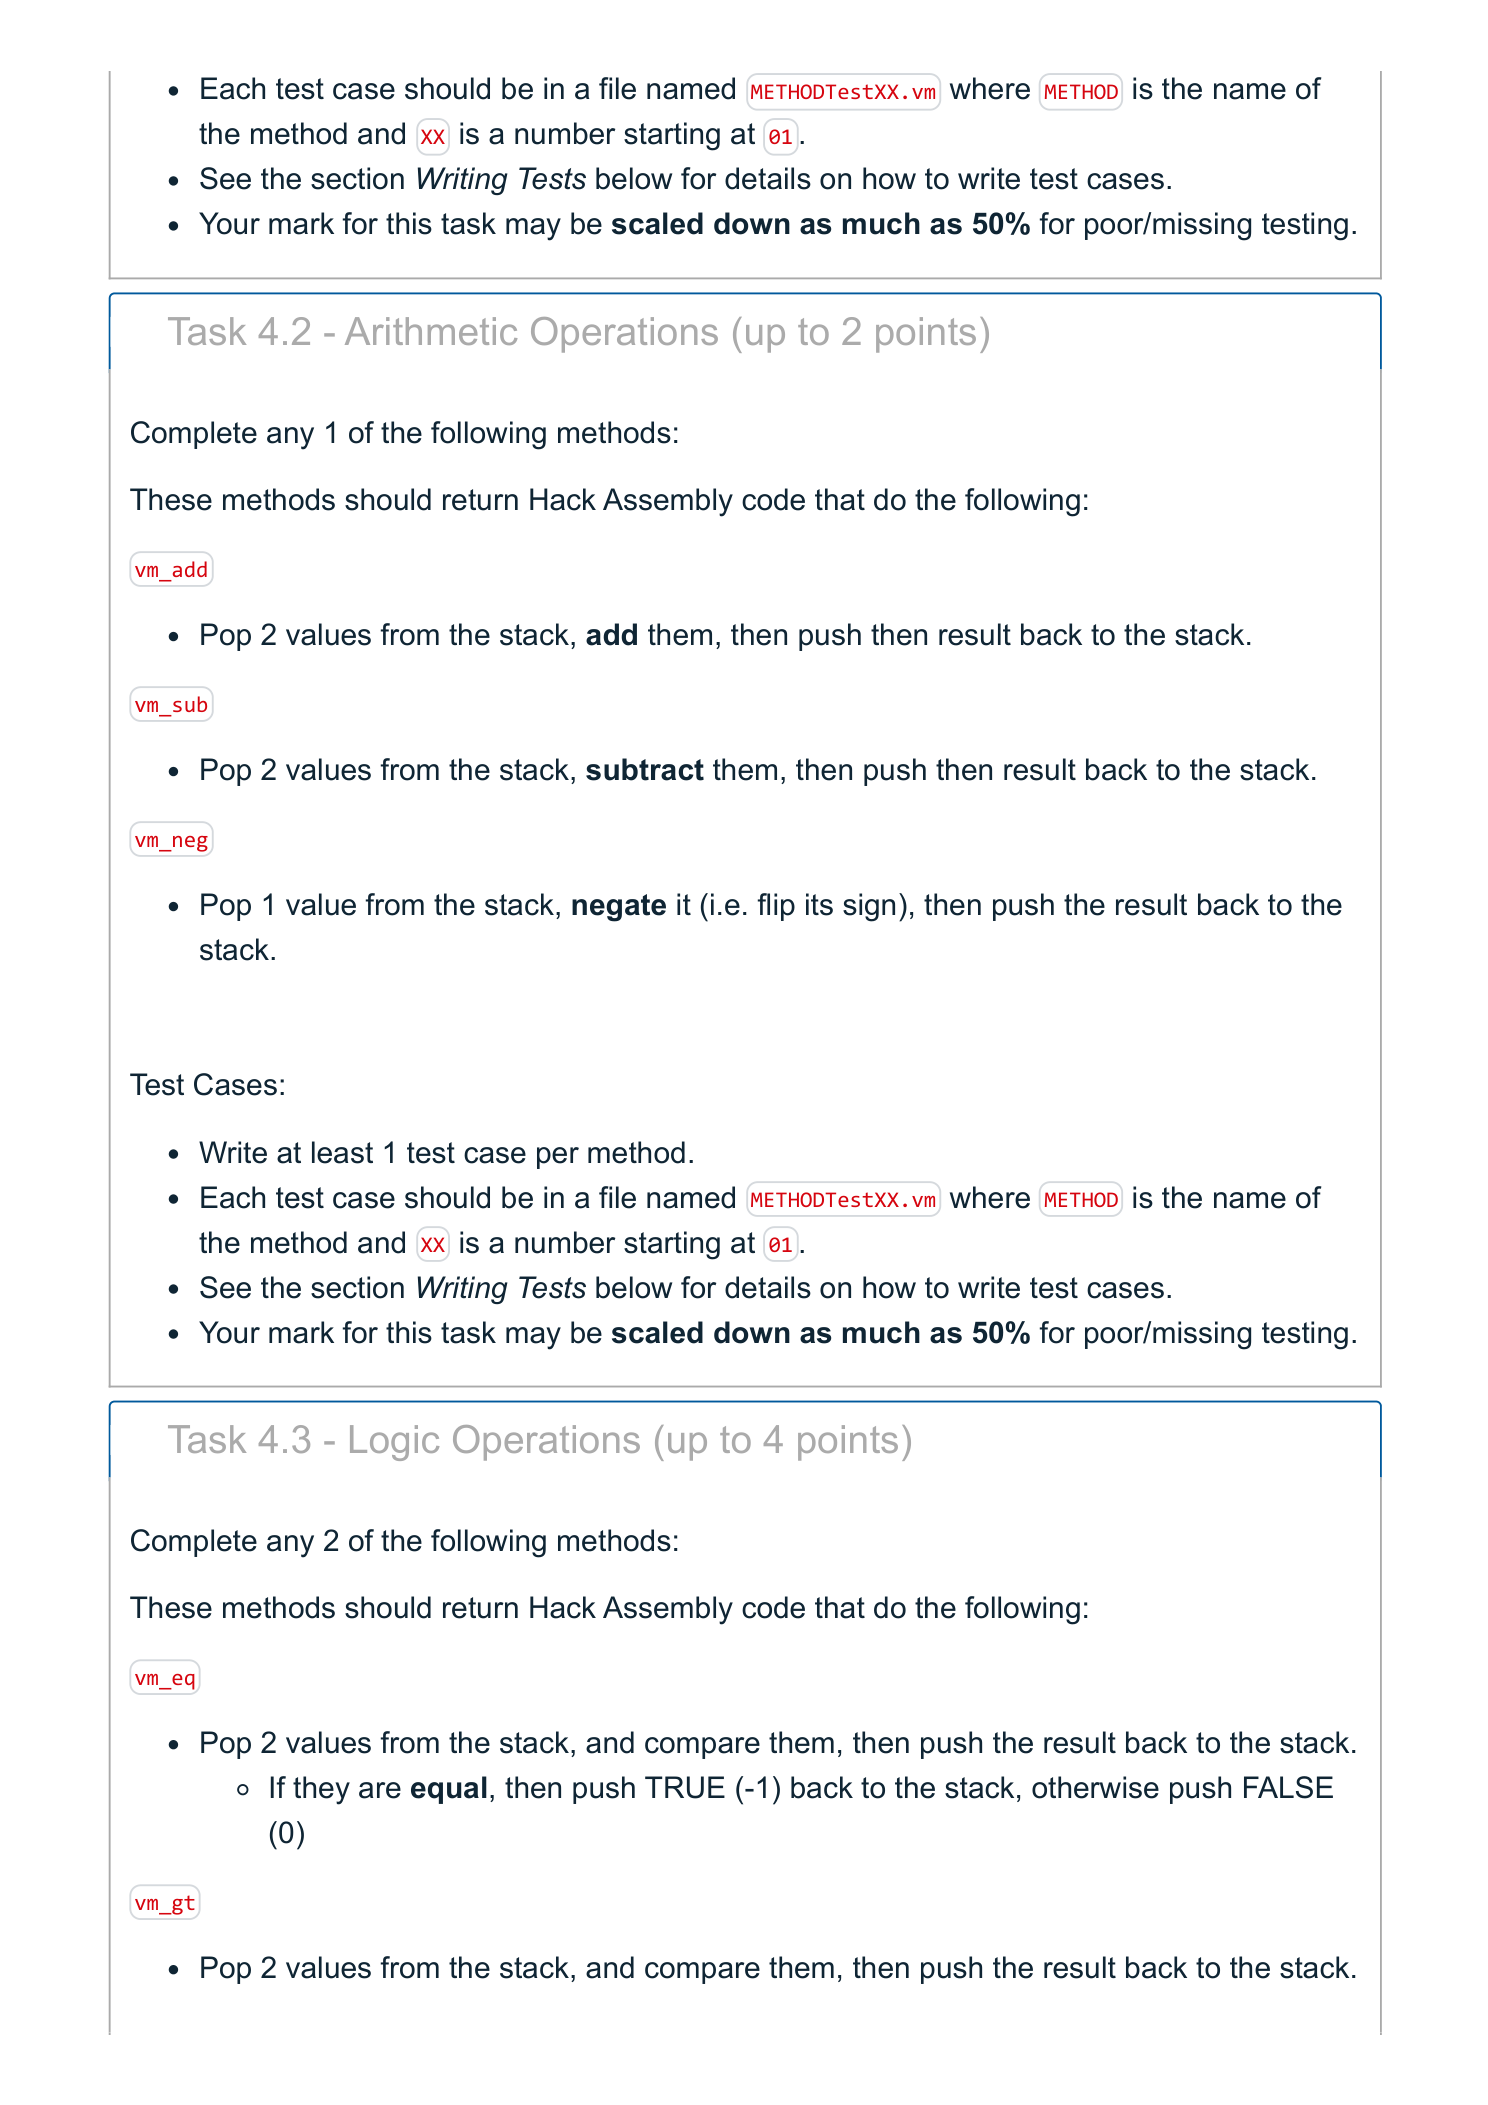 Each test case should be in a file named METHODTestXX.vm where METHOD is the name of
the method and XX is a number starting at 01.
See the section Writing Tests below for details on how to write test cases.
Your mark for this task may be scaled down as much as 50% for poor/missing testing.
Task 4.2 - Arithmetic Operations (up to 2 points)
Complete any 1 of the following methods:
These methods should return Hack Assembly code that do the following:
vm_add
Pop 2 values from the stack, add them, then push then result back to the stack.
vm_sub
Pop 2 values from the stack, subtract them, then push then result back to the stack.
vm_neg
Pop 1 value from the stack, negate it (i.e. flip its sign), then push the result back to the
stack.
Test Cases:
Write at least 1 test case per method.
Each test case should be in a file named METHODTestXX.vm where METHOD is the name of
the method and XX is a number starting at 01.
See the section Writing Tests below for details on how to write test cases.
Your mark for this task may be scaled down as much as 50% for poor/missing testing.
Task 4.3 - Logic Operations (up to 4 points)
Complete any 2 of the following methods:
These methods should return Hack Assembly code that do the following:
vm_eq
Pop 2 values from the stack, and compare them, then push the result back to the stack.
If they are equal, then push TRUE (-1) back to the stack, otherwise push FALSE
(0)
vm_gt
Pop 2 values from the stack, and compare them, then push the result back to the stack.